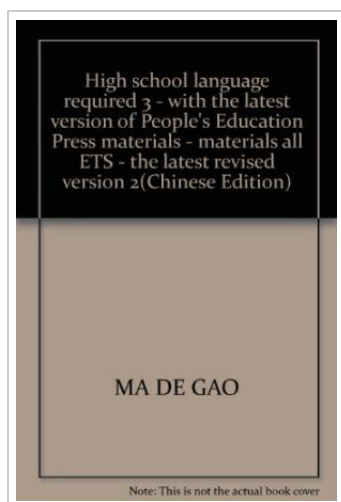 High school language
required 3 - with the latest
version of People's Education
Press materials - materials all
ETS - the latest revised
version 2(Chinese Edition)
MA DE GAO
Note: This is not the actual book cover